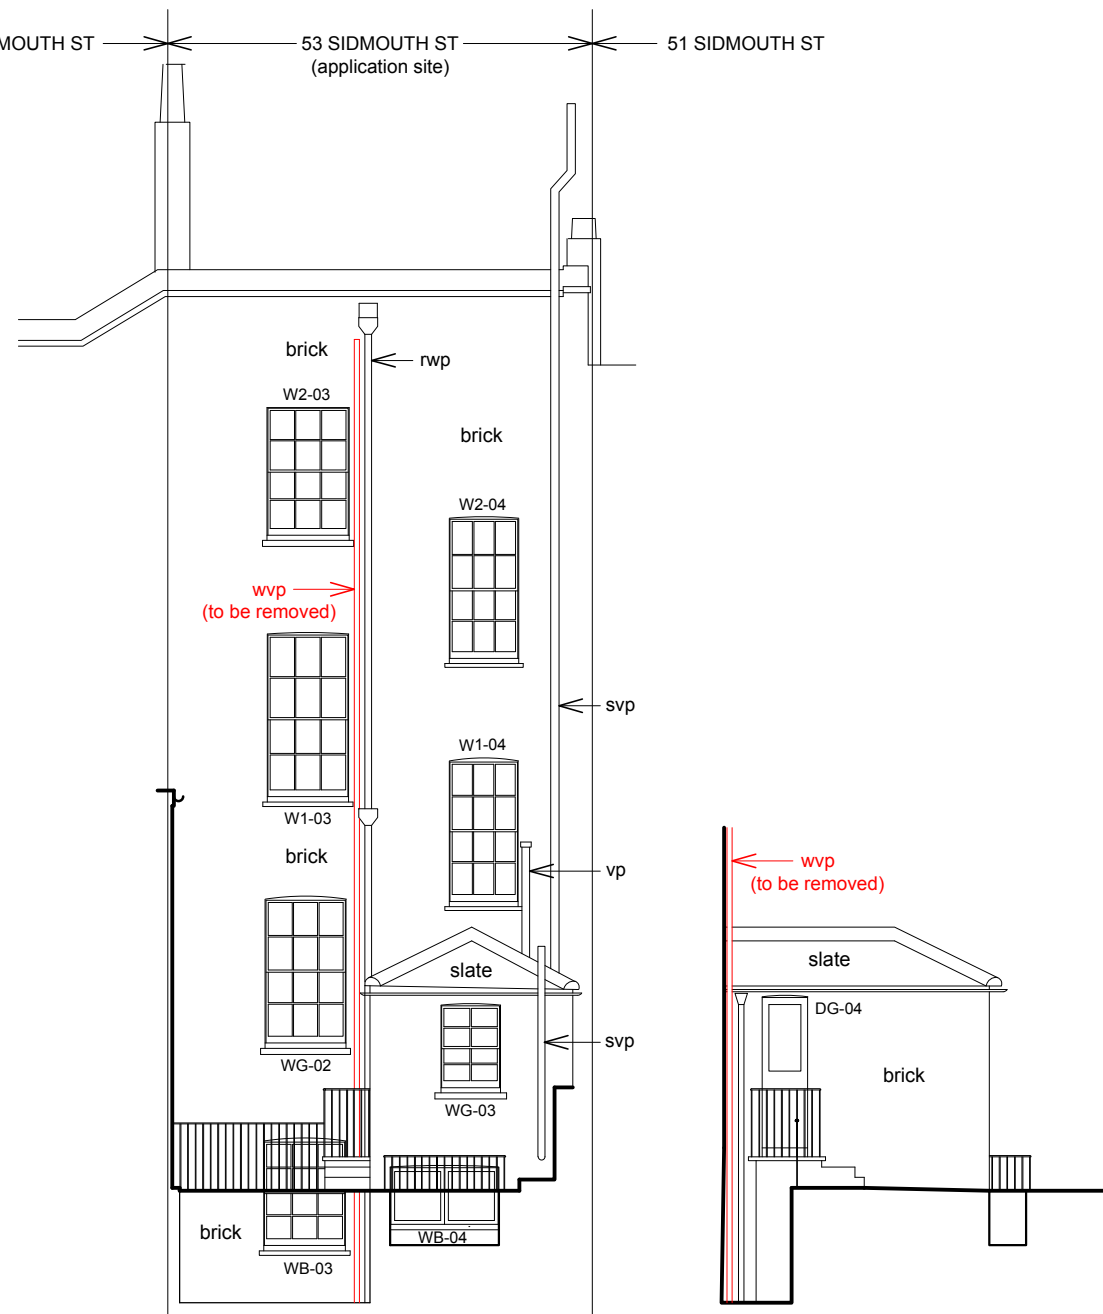 MOUTH ST
53 SIDMOUTH ST
(application site)
51 SIDMOUTH ST
brick
rwp
W2-03
brick
W2-04
wvp
(to be removed)
svp
W1-04
W1-03
brick
vp
wvp
(to be removed)
slate
slate
DG-04
svp
WG-02
brick
WG-03
brick
WB-04
WB-03